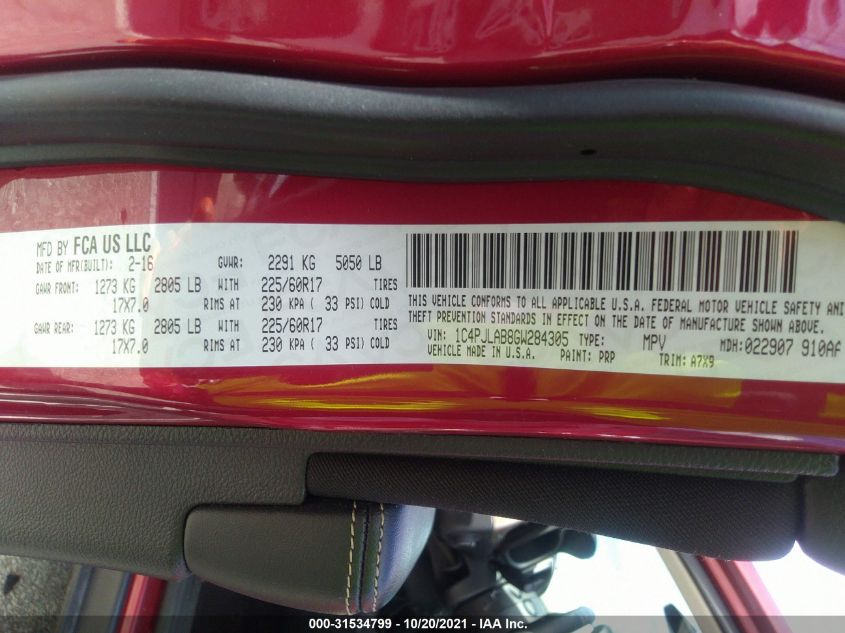 MFD BY FCA US LLC
DATE OF MFR(BUILT): 2-16 GVWR: 2291 KG 5050 LB
GAWR FRONT: 1273 KG 2805 LB WITH 225/60R17 TIRES
17X7.0 RIMS AT 230 KPA ( 33 PSI) COLD
GAWR REAR: 1273 KG 2805 LB WITH 225/60R17 TIRES
17X7.0 RIMS AT 230 KPA ( 33 PSI) COLD
THIS VEHICLE CONFORMS TO ALL APPLICABLE U.S.A. FEDERAL MOTOR VEHICLE SAFETY AND
THEFT PREVENTION STANDARDS IN EFFECT ON THE DATE OF MANUFACTURE SHOWN ABOVE.
VIN: 1C4PJLAB8GW284305 TYPE: MPV MDH:022907 910AF
VEHICLE MADE IN U.S.A. PAINT: PRP TRIM: A7X9
000-31534799 - 10/20/2021 - IAA, Inc.